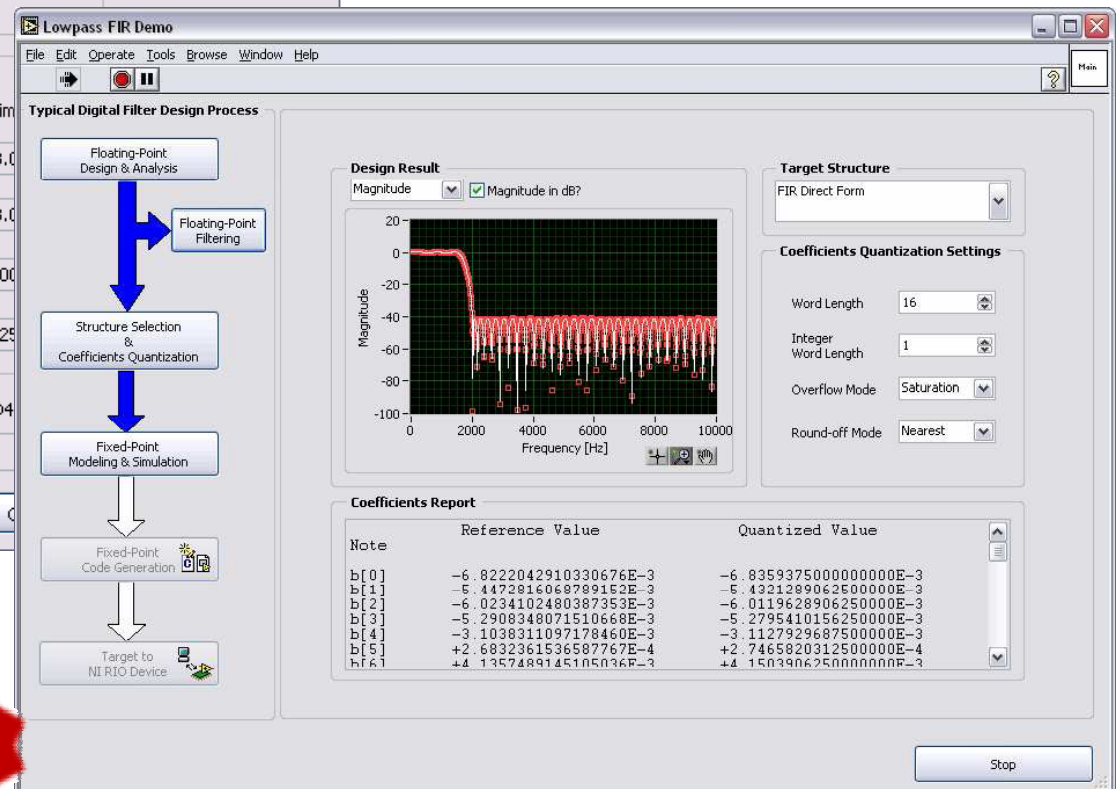 Lowpass FIR Demo
File Edit Operate Tools Browse Window Help
Main
Typical Digital Filter Design Process
Floating-Point
Design & Analysis
Floating-Point
Filtering
Structure Selection
&
Coefficients Quantization
Fixed-Point
Modeling & Simulation
Fixed-Point
Code Generation
Target to
NI RIO Device
Design Result
Magnitude
Magnitude in dB?
20
0
-20
-40
-60
-80
-100
Magnitude
0 2000 4000 6000 8000 10000
Frequency [Hz]
Target Structure
FIR Direct Form
Coefficients Quantization Settings
Word Length 16
Integer
Word Length 1
Overflow Mode Saturation
Round-off Mode Nearest
Coefficients Report
Reference Value Quantized Value
Note
b[0] -6.8222042910330676E-3 -6.8359375000000000E-3
b[1] -5.4472816068789152E-3 -5.4321289062500000E-3
b[2] -6.0234102480387353E-3 -6.0119628906250000E-3
b[3] -5.2908348071510668E-3 -5.2795410156250000E-3
b[4] -3.1038311097178460E-3 -3.1127929687500000E-3
b[5] +2.6832361536587767E-4 +2.7465820312500000E-4
b[6] +4.1357489145105036E-3 +4.1503906250000000E-3
Stop